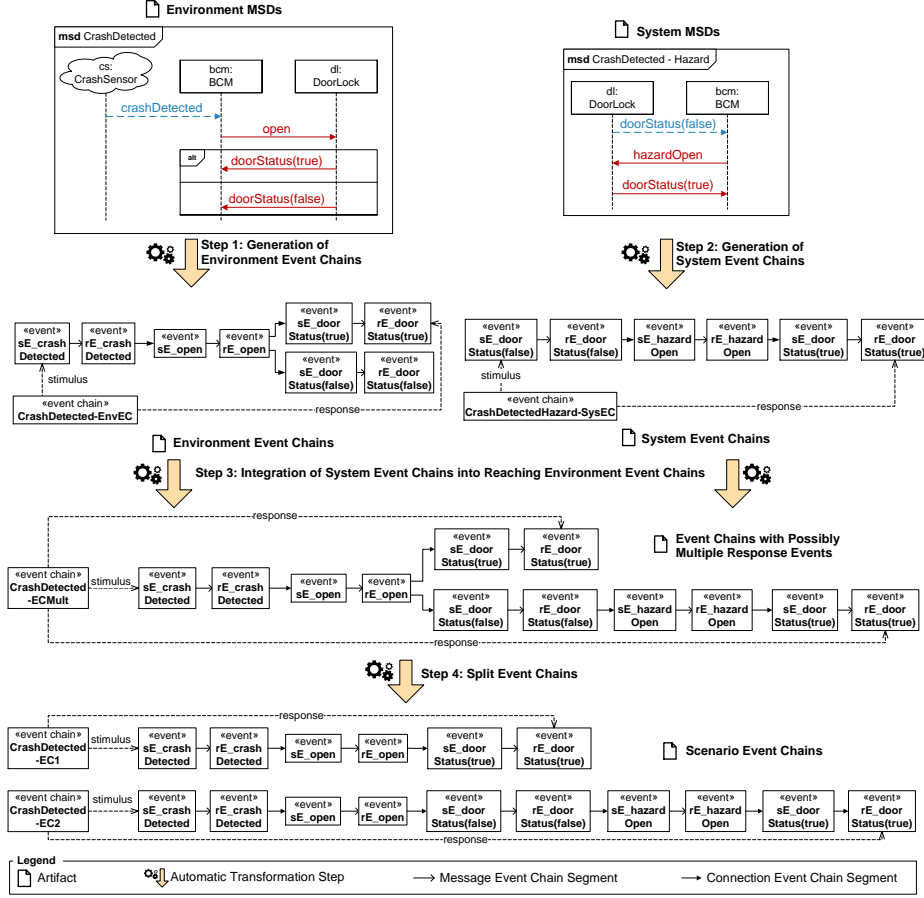 Environment MSDs
msd CrashDetected
cs:
CrashSensor
bcm:
BCM
dl:
DoorLock
crashDetected
open
alt
doorStatus(true)
doorStatus(false)
System MSDs
msd CrashDetected - Hazard
dl:
DoorLock
bcm:
BCM
doorStatus(false)
hazardOpen
doorStatus(true)
Step 1: Generation of
Environment Event Chains
Step 2: Generation of
System Event Chains
«event»
sE_crash
Detected
«event»
rE_crash
Detected
«event»
sE_open
«event»
rE_open
«event»
sE_door
Status(true)
«event»
rE_door
Status(true)
«event»
sE_door
Status(false)
«event»
rE_door
Status(false)
stimulus
«event chain»
CrashDetected-EnvEC
response
«event»
sE_door
Status(false)
«event»
rE_door
Status(false)
«event»
sE_hazard
Open
«event»
rE_hazard
Open
«event»
sE_door
Status(true)
«event»
rE_door
Status(true)
stimulus
«event chain»
CrashDetectedHazard-SysEC
response
Environment Event Chains
System Event Chains
Step 3: Integration of System Event Chains into Reaching Environment Event Chains
response
Event Chains with Possibly
Multiple Response Events
«event chain»
CrashDetected
-ECMult
stimulus
«event»
sE_crash
Detected
«event»
rE_crash
Detected
«event»
sE_open
«event»
rE_open
«event»
sE_door
Status(true)
«event»
rE_door
Status(true)
«event»
sE_door
Status(false)
«event»
rE_door
Status(false)
«event»
sE_hazard
Open
«event»
rE_hazard
Open
«event»
sE_door
Status(true)
«event»
rE_door
Status(true)
response
Step 4: Split Event Chains
response
«event chain»
CrashDetected
-EC1
stimulus
«event»
sE_crash
Detected
«event»
rE_crash
Detected
«event»
sE_open
«event»
rE_open
«event»
sE_door
Status(true)
«event»
rE_door
Status(true)
Scenario Event Chains
«event chain»
CrashDetected
-EC2
stimulus
«event»
sE_crash
Detected
«event»
rE_crash
Detected
«event»
sE_open
«event»
rE_open
«event»
sE_door
Status(false)
«event»
rE_door
Status(false)
«event»
sE_hazard
Open
«event»
rE_hazard
Open
«event»
sE_door
Status(true)
«event»
rE_door
Status(true)
response
Legend
Artifact
Automatic Transformation Step
Message Event Chain Segment
Connection Event Chain Segment